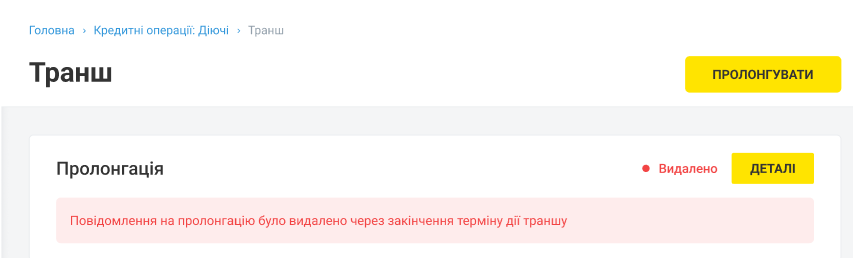 Головна › Кредитні операції: Діючі › Транш
Транш
ПРОЛОНГУВАТИ
Пролонгація
Видалено
ДЕТАЛІ
Повідомлення на пролонгацію було видалено через закінчення терміну дії траншу